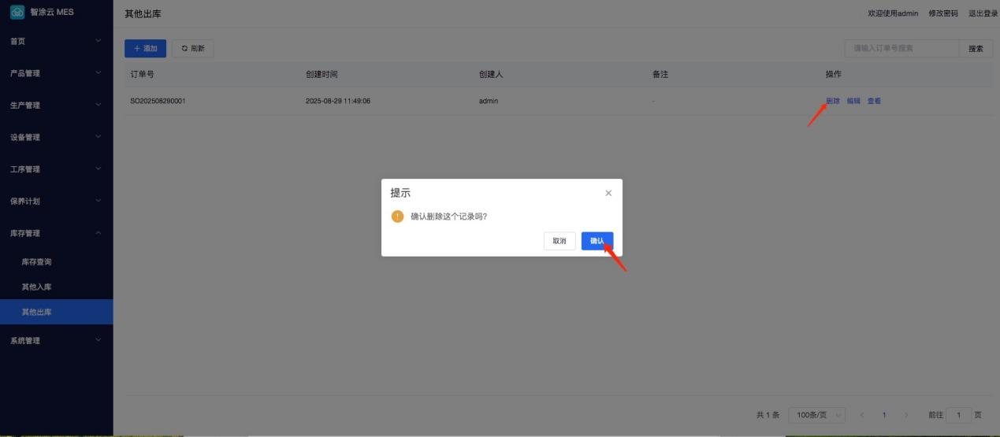 智涂云 MES
其他出库
欢迎使用admin 修改密码 退出登录
首页
产品管理
生产管理
设备管理
工序管理
保养计划
库存管理
库存查询
其他入库
其他出库
系统管理
+ 添加 刷新
请输入订单号搜索 搜索
订单号 创建时间 创建人 备注 操作
SO202508290001 2025-08-29 11:49:06 admin - 删除 编辑 查看
提示
确认删除这个记录吗?
取消 确认
共 1 条 100条/页 1 前往 1 页